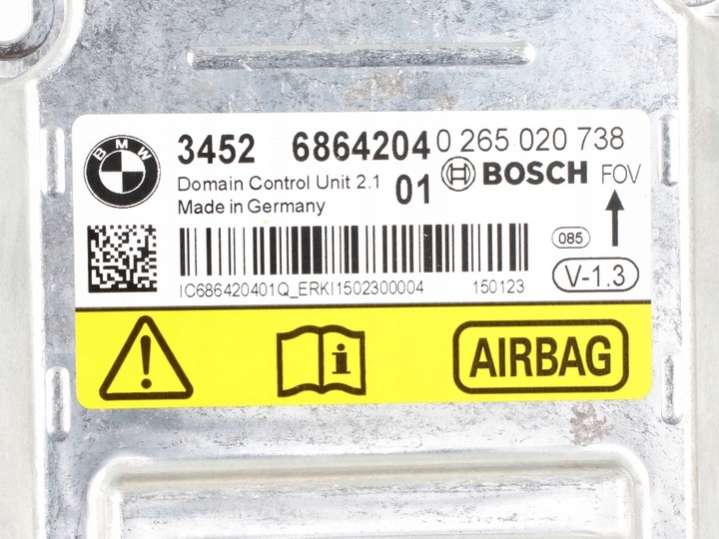 BMW
3452 6864204 0 265 020 738
Domain Control Unit 2.1 01 BOSCH FOV
Made in Germany
085
IC686420401Q_ERKI1502300004 150123
V-1.3
i AIRBAG